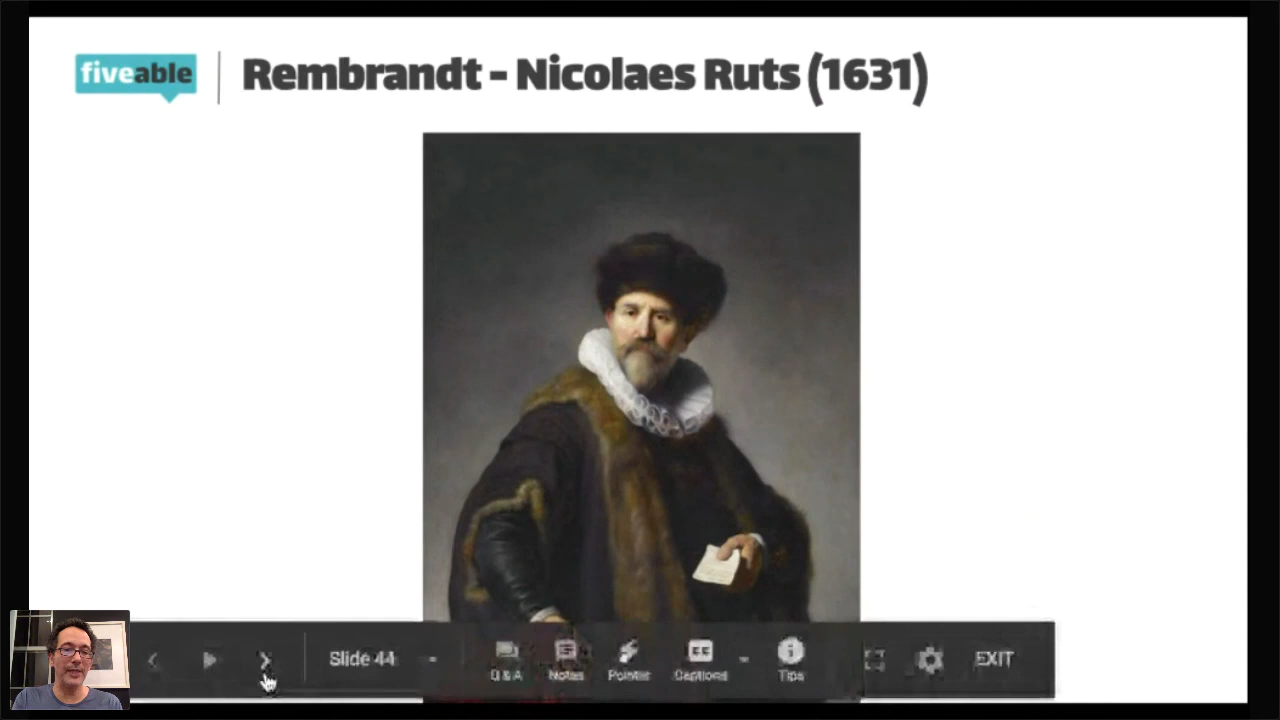 fiveable
Rembrandt - Nicolaes Ruts (1631)
Slide 44
Q & A
Notes
Pointer
Captions
Tips
EXIT